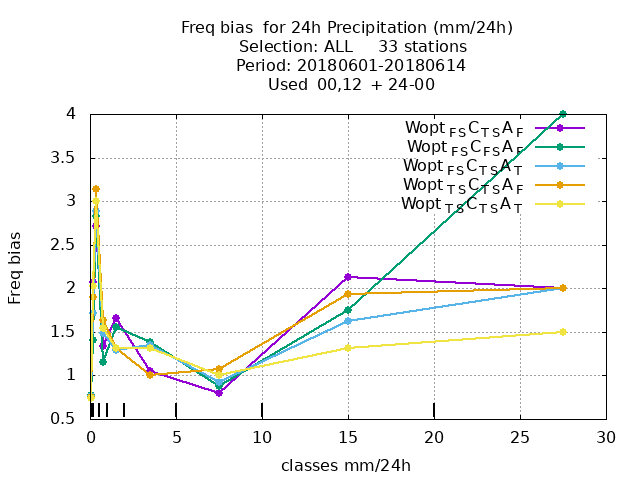 Freq bias  for 24h Precipitation (mm/24h)
Selection: ALL     33 stations
Period: 20180601-20180614
Used  00,12  + 24-00
4
3.5
3
2.5
2
1.5
1
0.5
Freq bias
Wopt FS C TS A F
Wopt FS C FS A F
Wopt FS C TS A T
Wopt TS C TS A F
Wopt TS C TS A T
0 5 10 15 20 25 30
classes mm/24h